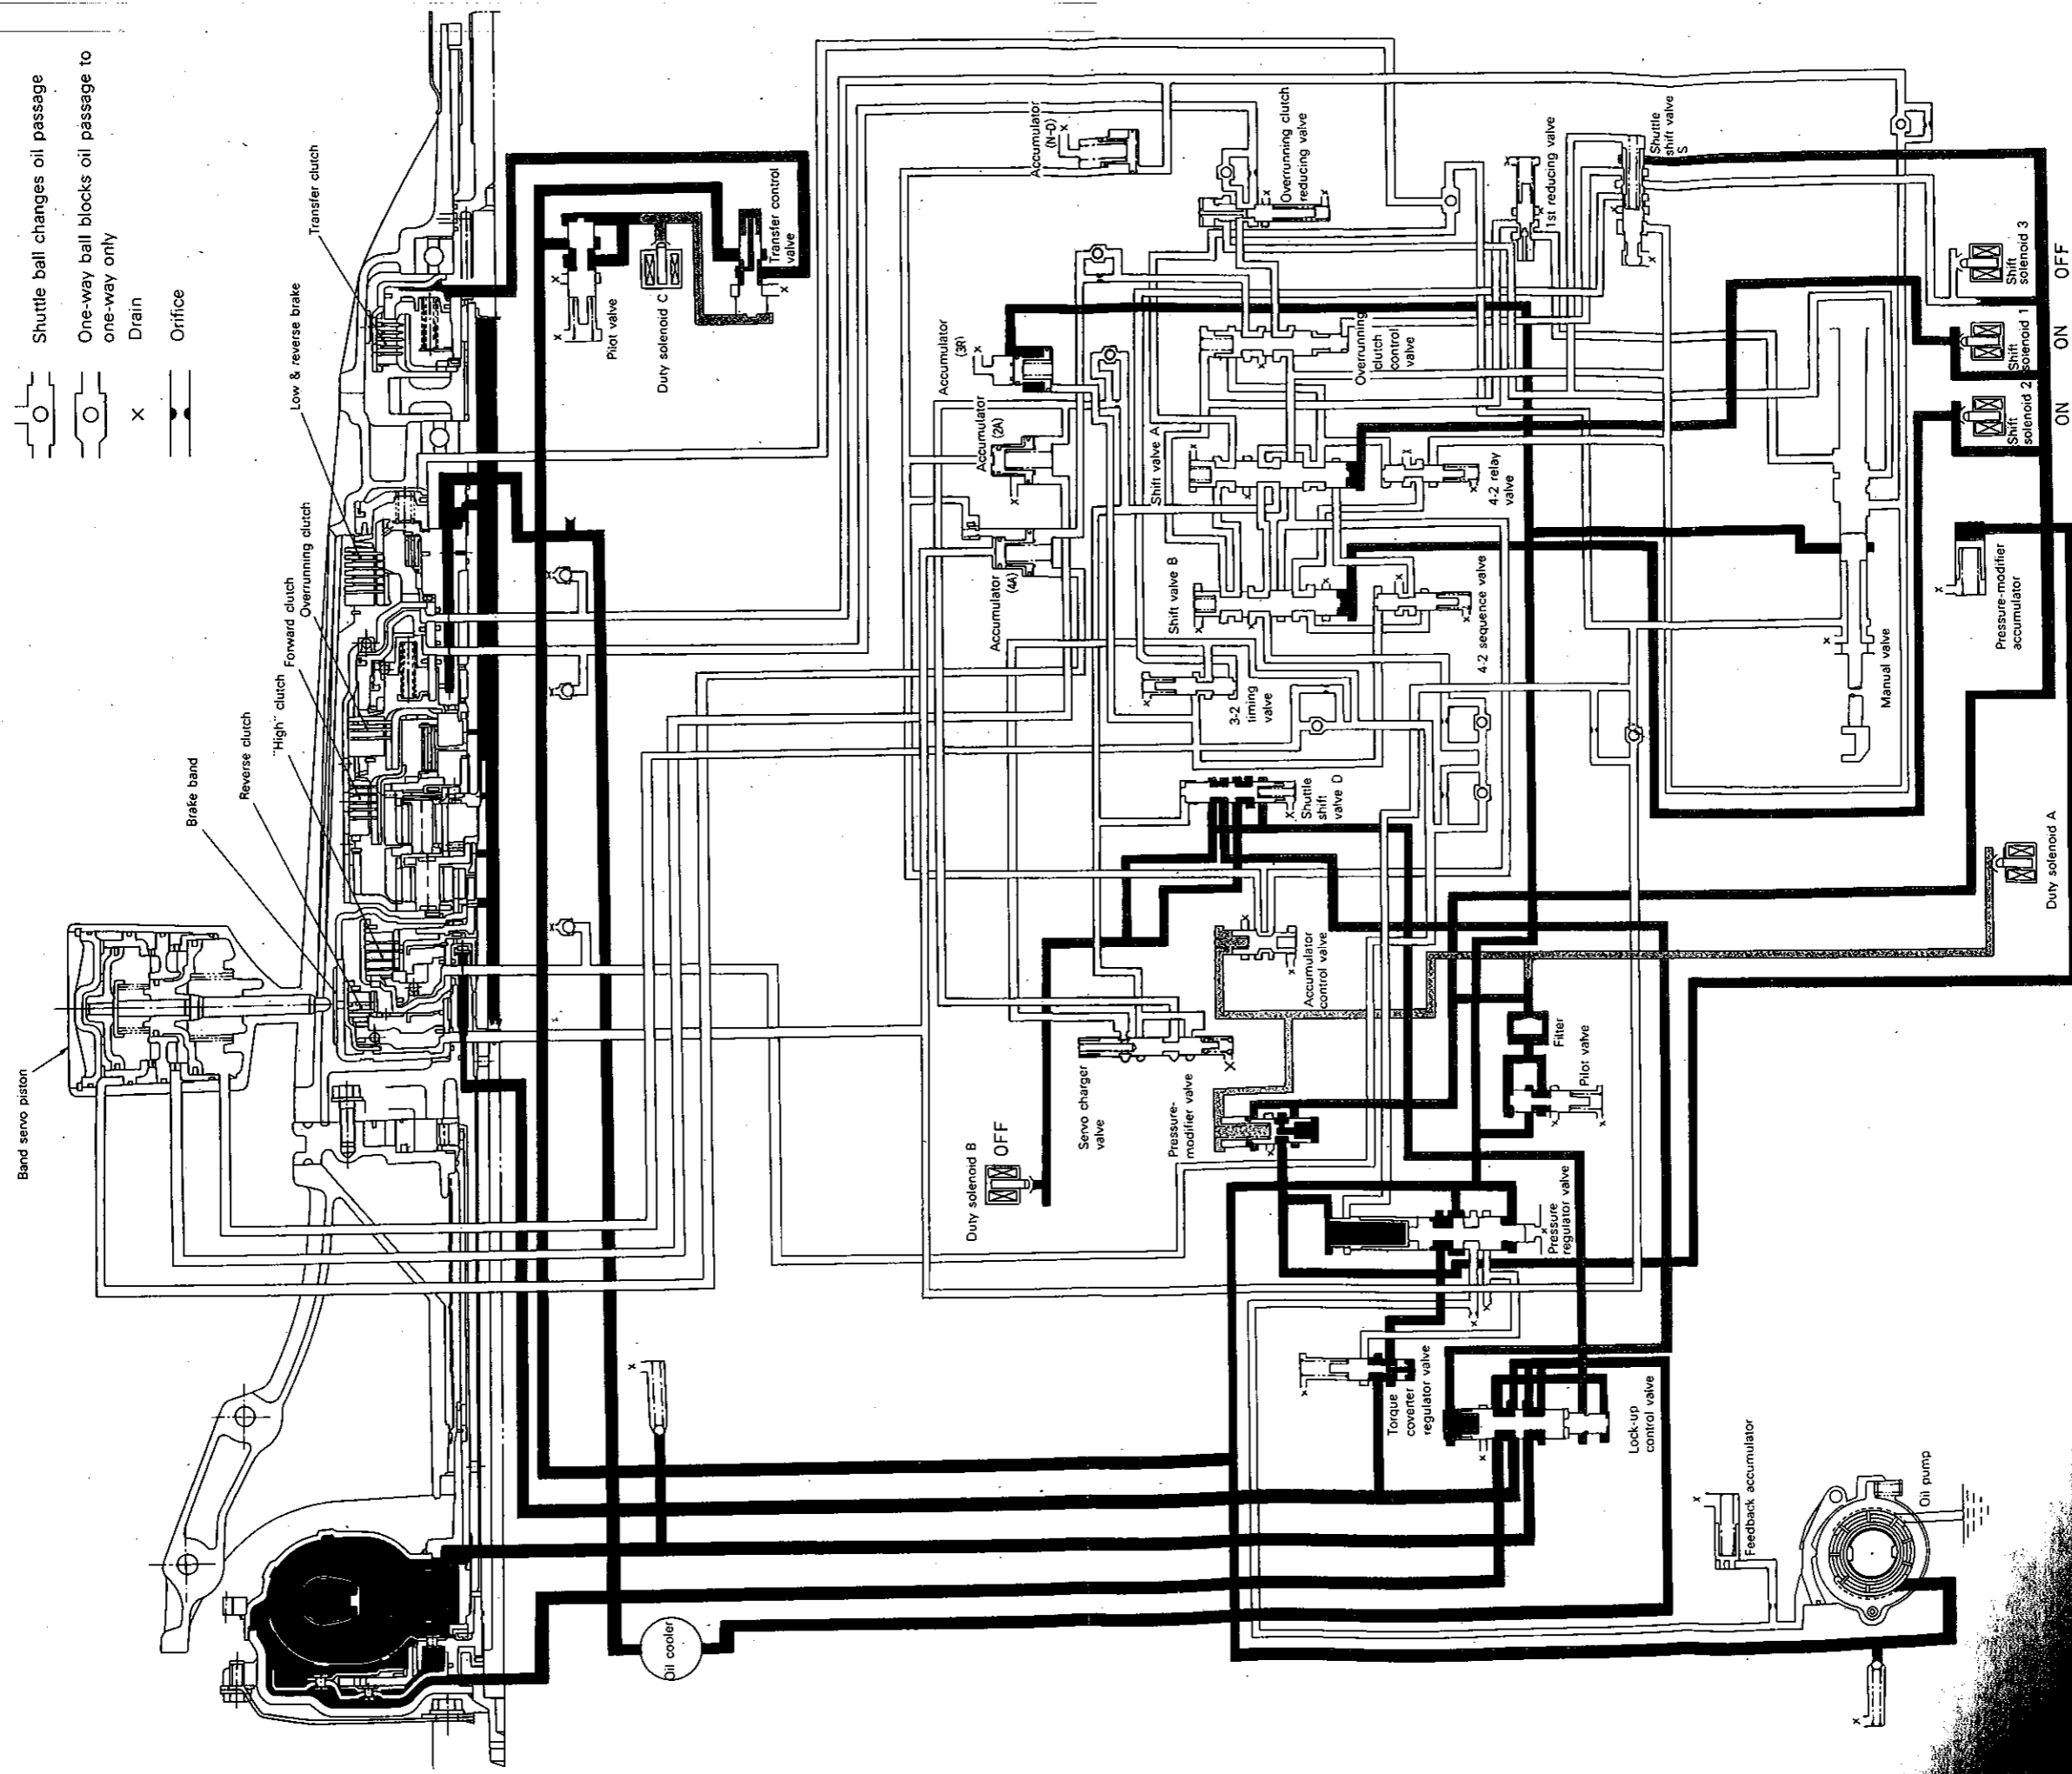 Shuttle ball changes oil passage
One-way ball blocks oil passage to
one-way only
x
Drain
Orifice
Transfer clutch
Low & reverse brake
Overrunning clutch
Forward clutch
"High" clutch
Reverse clutch
Brake band
Band servo piston
Pilot valve
Duty solenoid C
Transfer control
valve
Accumulator
(N-D)
Overrunning clutch
reducing valve
1st reducing valve
Shuttle
shift valve
S
Accumulator
(3R)
Accumulator
(2A)
Accumulator
(4A)
Overrunning
clutch
control
valve
Shift valve A
4-2 relay
valve
Shift valve B
4-2 sequence valve
3-2
timing
valve
Shift
solenoid 3
OFF
Shift
solenoid 1
ON
Shift
solenoid 2
ON
Manual valve
Pressure-modifier
accumulator
Shuttle
shift
valve D
Accumulator
control valve
Duty solenoid A
Servo charger
valve
Pressure-
modifier valve
Filter
Pilot valve
Duty solenoid B
OFF
Pressure
regulator valve
Torque
coverter
regulator valve
Lock-up
control valve
Feedback accumulator
Oil pump
Oil cooler